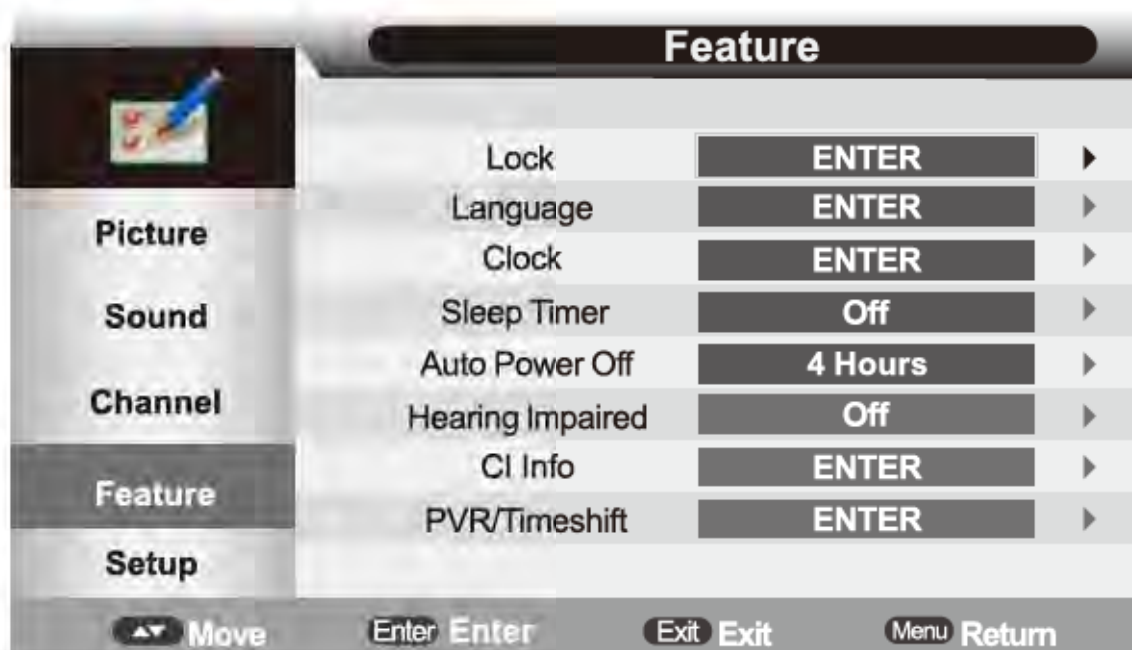 Feature
Picture
Sound
Channel
Feature
Setup
Lock ENTER
Language ENTER
Clock ENTER
Sleep Timer Off
Auto Power Off 4 Hours
Hearing Impaired Off
CI Info ENTER
PVR/Timeshift ENTER
Move Enter Enter Exit Exit Menu Return